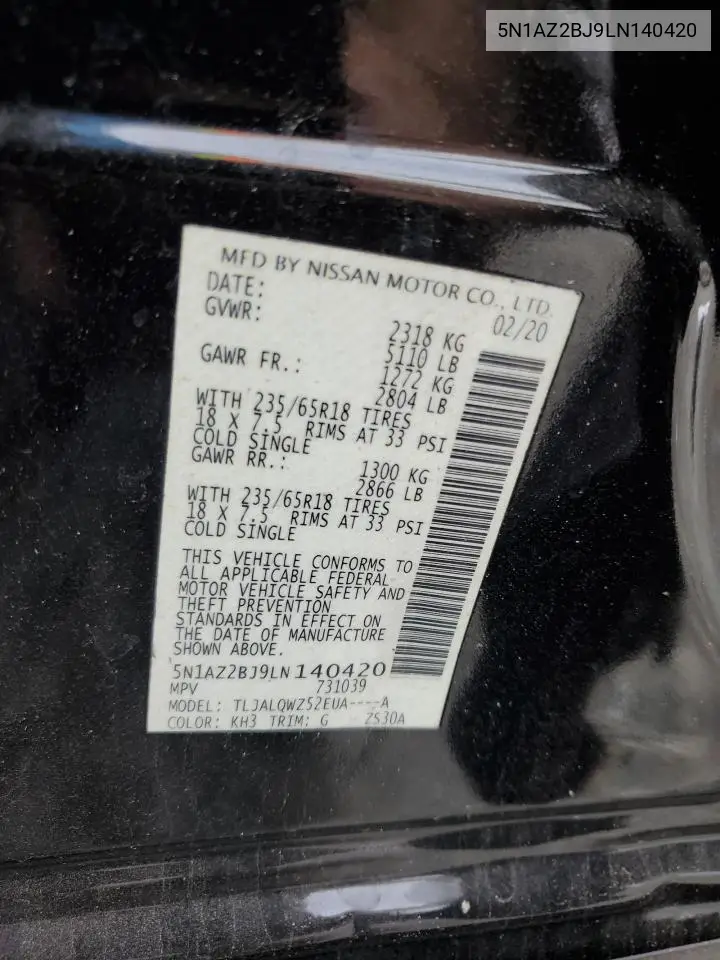 5N1AZ2BJ9LN140420
MFD BY NISSAN MOTOR CO., LTD.
DATE: 02/20
GVWR: 2318 KG
5110 LB
GAWR FR.: 1272 KG
2804 LB
WITH 235/65R18 TIRES
18 X 7.5 RIMS AT 33 PSI
COLD SINGLE
GAWR RR.: 1300 KG
2866 LB
WITH 235/65R18 TIRES
18 X 7.5 RIMS AT 33 PSI
COLD SINGLE
THIS VEHICLE CONFORMS TO
ALL APPLICABLE FEDERAL
MOTOR VEHICLE SAFETY AND
THEFT PREVENTION
STANDARDS IN EFFECT ON
THE DATE OF MANUFACTURE
SHOWN ABOVE.
5N1AZ2BJ9LN140420
MPV 731039
MODEL: TLJALQWZ52EUA----A
COLOR: KH3 TRIM: G ZS30A